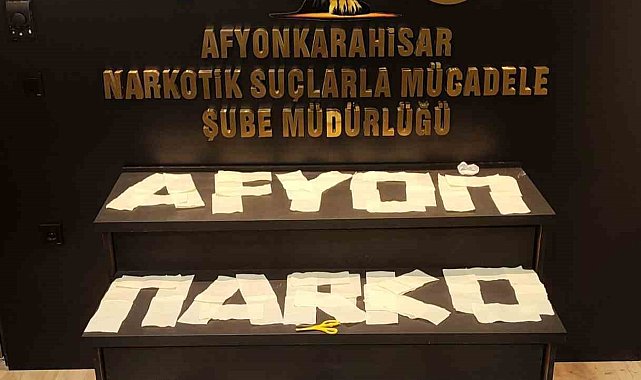 AFYONKARAHİSAR
NARKOTİK SUÇLARLA MÜCADELE
ŞUBE MÜDÜRLÜĞÜ
AFYON
NARKO